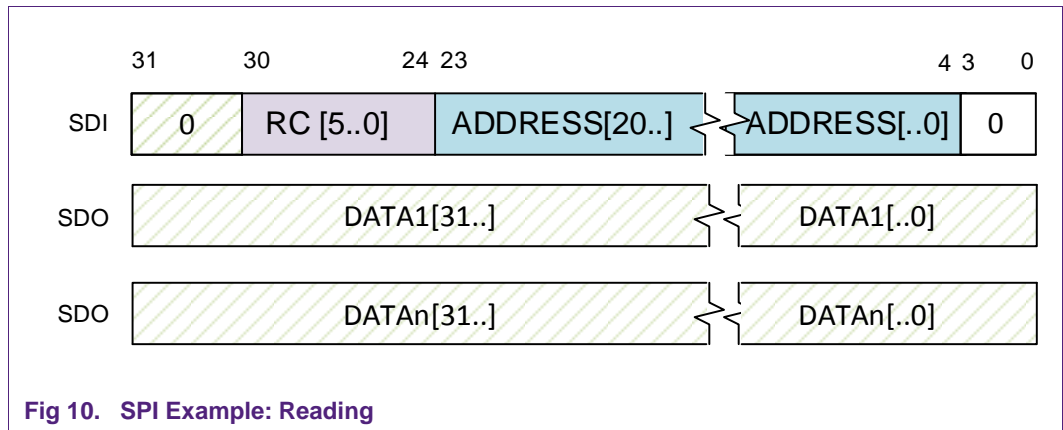 31 30 24 23 4 3 0
SDI 0 RC [5..0] ADDRESS[20..] ADDRESS[..0] 0
SDO DATA1[31..] DATA1[..0]
SDO DATAn[31..] DATAn[..0]
Fig 10. SPI Example: Reading